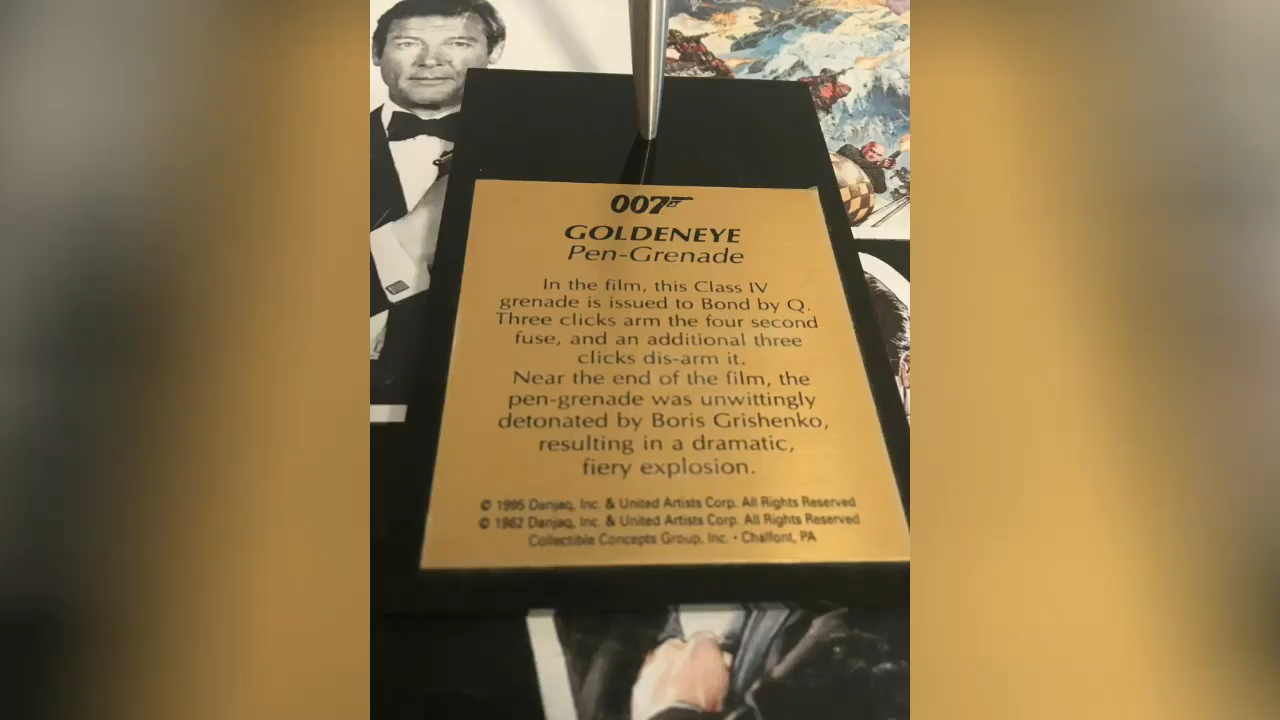 007
GOLDENEYE
Pen-Grenade
In the film, this Class IV
grenade is issued to Bond by Q.
Three clicks arm the four second
fuse, and an additional three
clicks dis-arm it.
Near the end of the film, the
pen-grenade was unwittingly
detonated by Boris Grishenko,
resulting in a dramatic,
fiery explosion.
© 1995 Danjaq, Inc. & United Artists Corp. All Rights Reserved
© 1962 Danjaq, Inc. & United Artists Corp. All Rights Reserved
Collectible Concepts Group, Inc. • Chalfont, PA